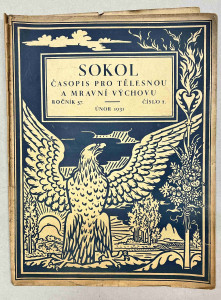 SOKOL
ČASOPIS PRO TĚLESNOU
A MRAVNÍ VÝCHOVU
ROČNÍK 57. ČÍSLO 2.
ÚNOR 1931